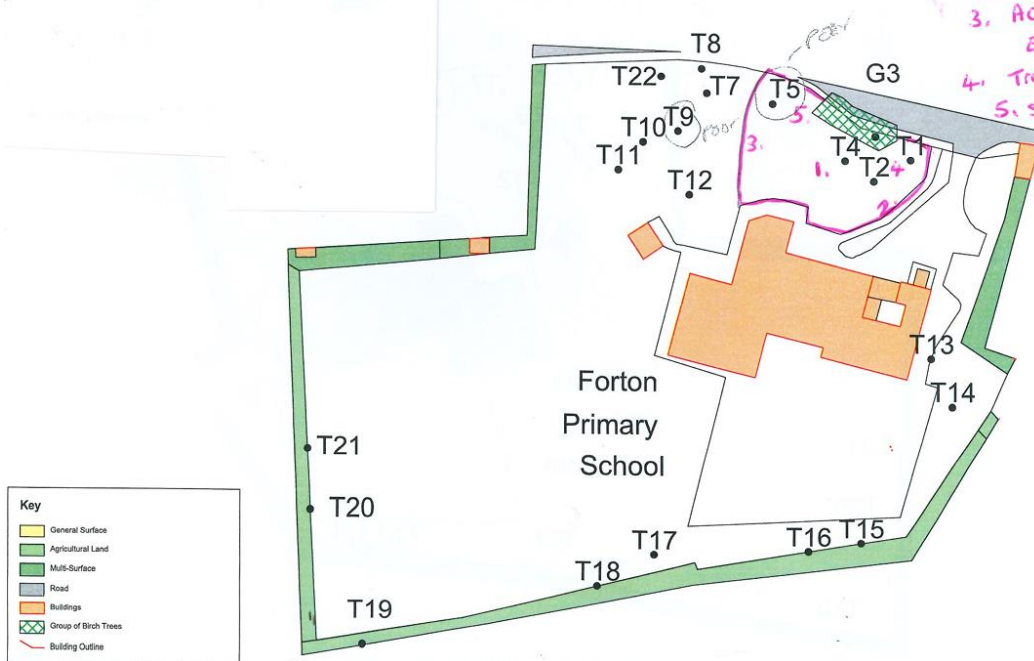 3. Ac
4. Tr
5. S
POOR
T8
T22
T7
G3
T5
T9
poor
T10
T11
T12
5.
3.
T4
T1
1.
T2
4
2.
T13
T14
Forton
Primary
School
T21
T20
T19
T18
T17
T16
T15
Key
General Surface
Agricultural Land
Multi-Surface
Road
Buildings
Group of Birch Trees
Building Outline